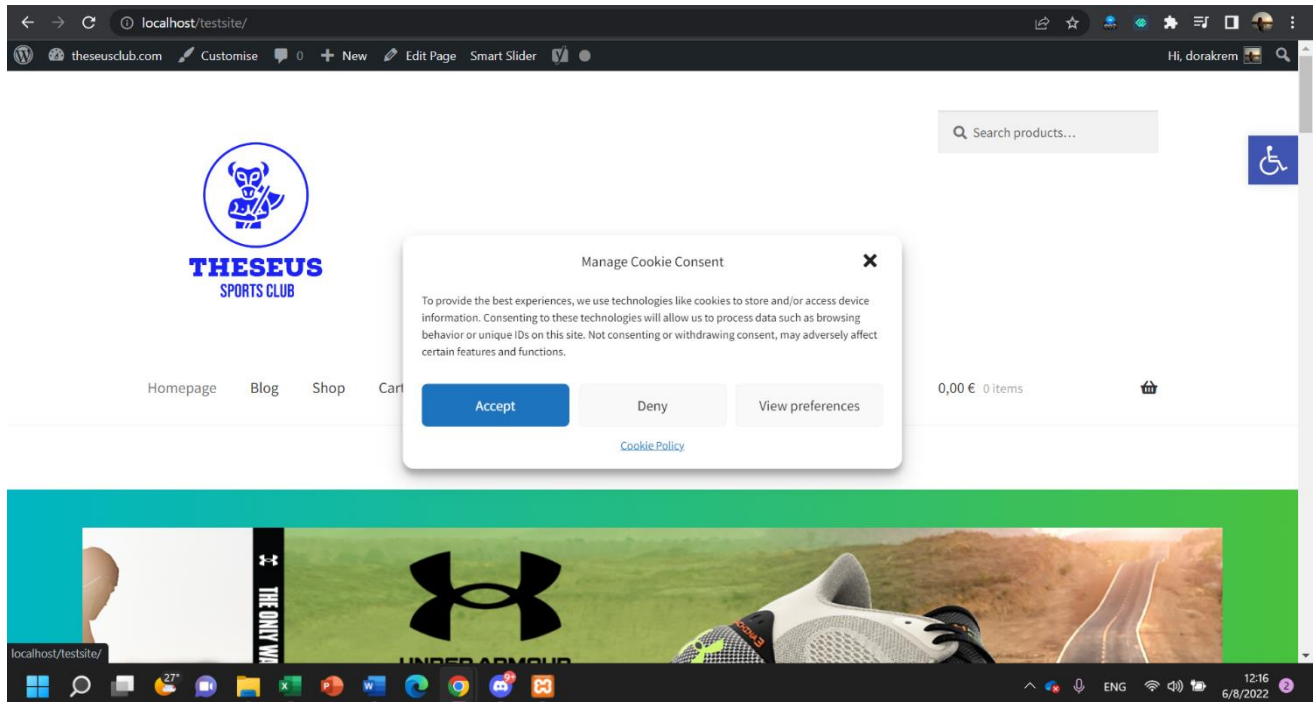 localhost/testsite/
theseusclub.com Customise 0 New Edit Page Smart Slider Hi, dorakrem
Search products...
THESEUS
SPORTS CLUB
Manage Cookie Consent
To provide the best experiences, we use technologies like cookies to store and/or access device
information. Consenting to these technologies will allow us to process data such as browsing
behavior or unique IDs on this site. Not consenting or withdrawing consent, may adversely affect
certain features and functions.
Homepage Blog Shop Cart
Accept Deny View preferences
0,00 € 0 items
Cookie Policy
THE ONLY
UNDER ARMOUR
localhost/testsite/
27°
ENG
12:16
6/8/2022
2